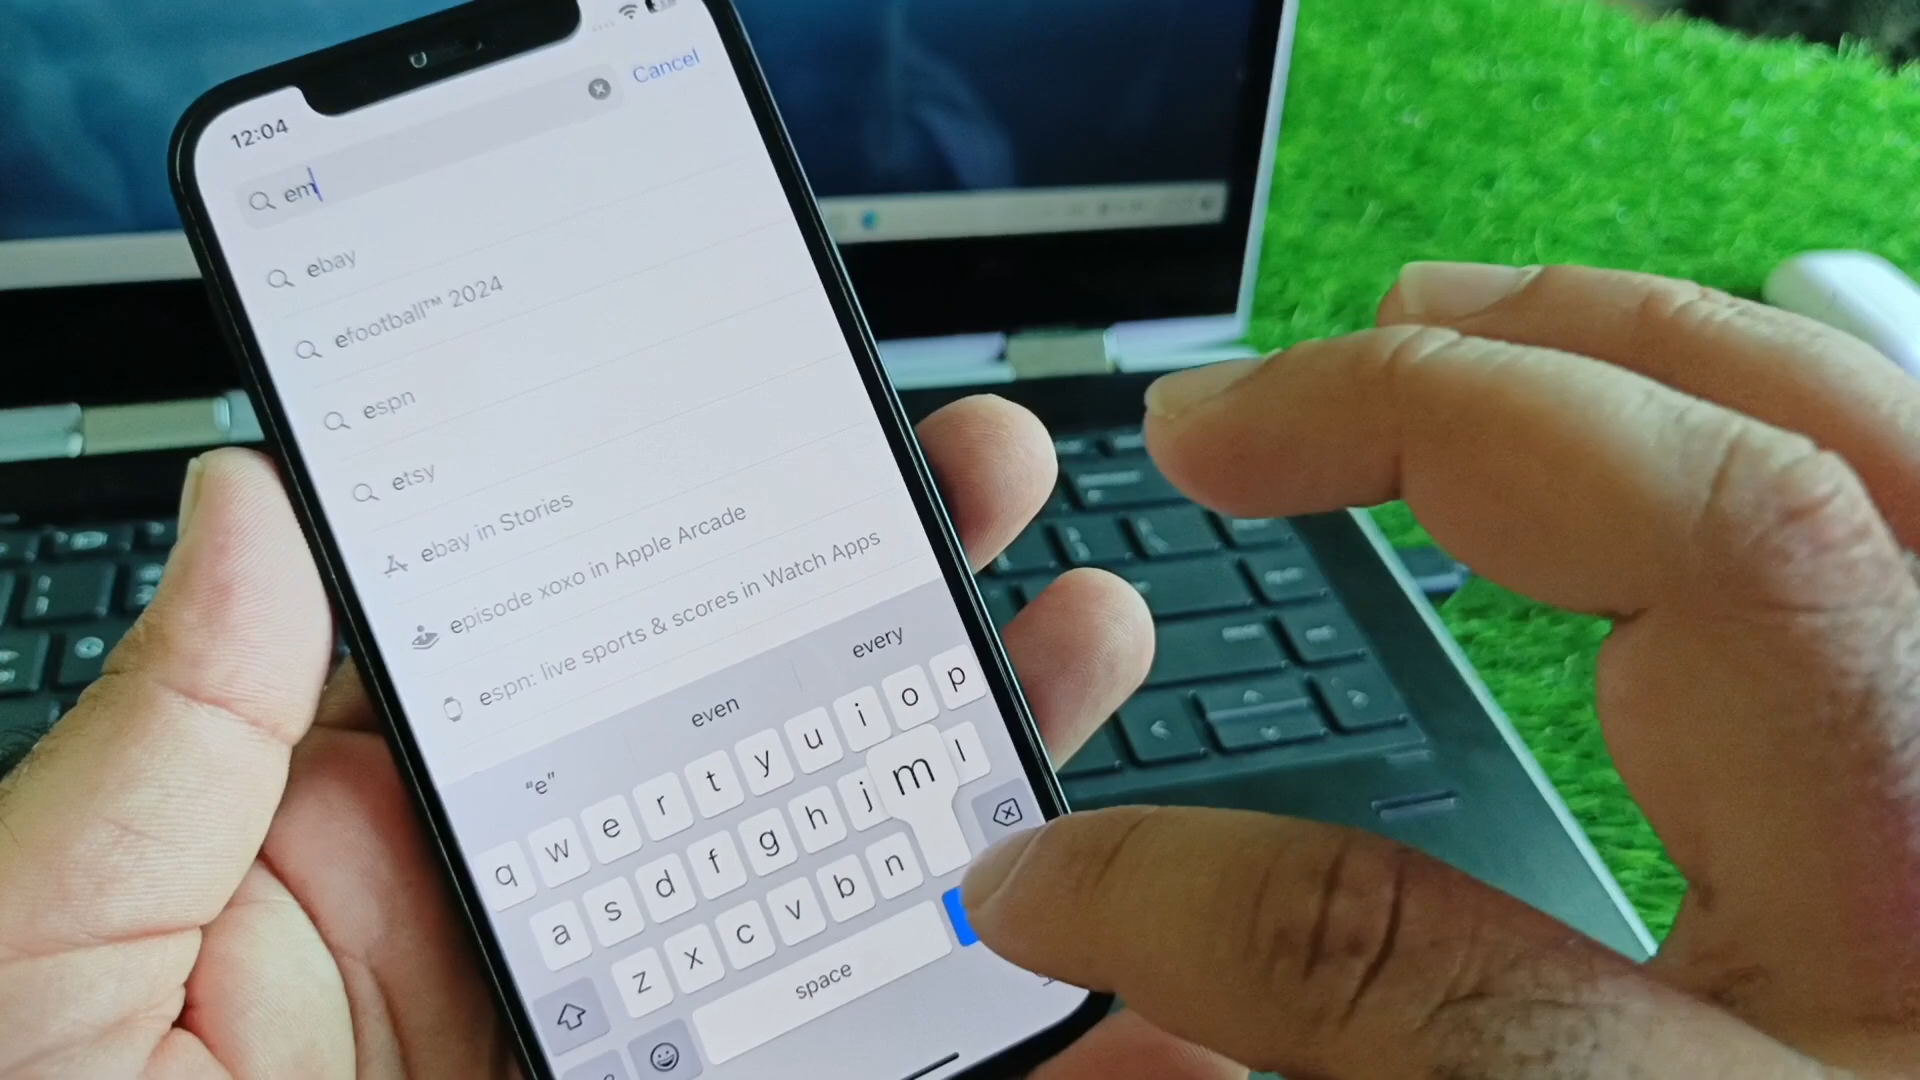 12:04
Cancel
em
ebay
efootball™ 2024
espn
etsy
ebay in Stories
episode xoxo in Apple Arcade
espn: live sports & scores in Watch Apps
“e” even every
q w e r t y u i o p
a s d f g h j l
m
z x c v b n
space